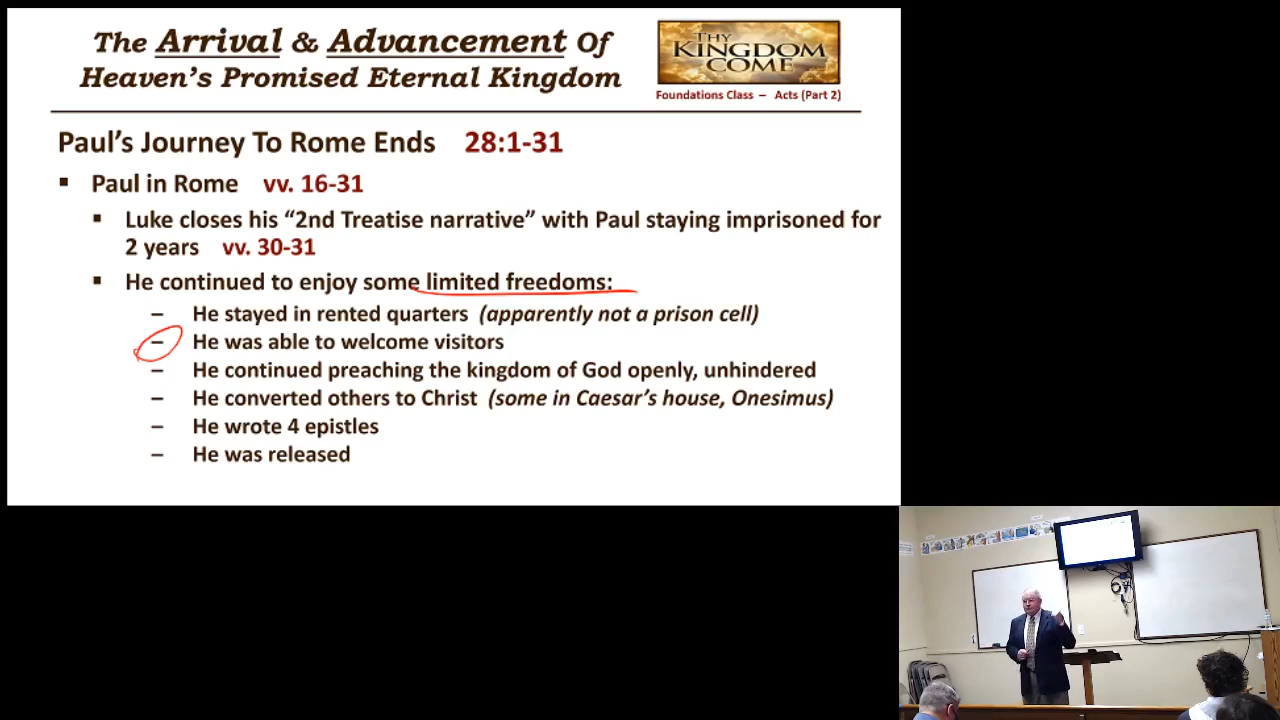 The Arrival & Advancement Of
Heaven's Promised Eternal Kingdom
THY
KINGDOM
COME
Foundations Class – Acts (Part 2)
Paul's Journey To Rome Ends 28:1-31
▪ Paul in Rome vv. 16-31
▪ Luke closes his “2nd Treatise narrative” with Paul staying imprisoned for
2 years vv. 30-31
▪ He continued to enjoy some limited freedoms:
– He stayed in rented quarters (apparently not a prison cell)
– He was able to welcome visitors
– He continued preaching the kingdom of God openly, unhindered
– He converted others to Christ (some in Caesar's house, Onesimus)
– He wrote 4 epistles
– He was released